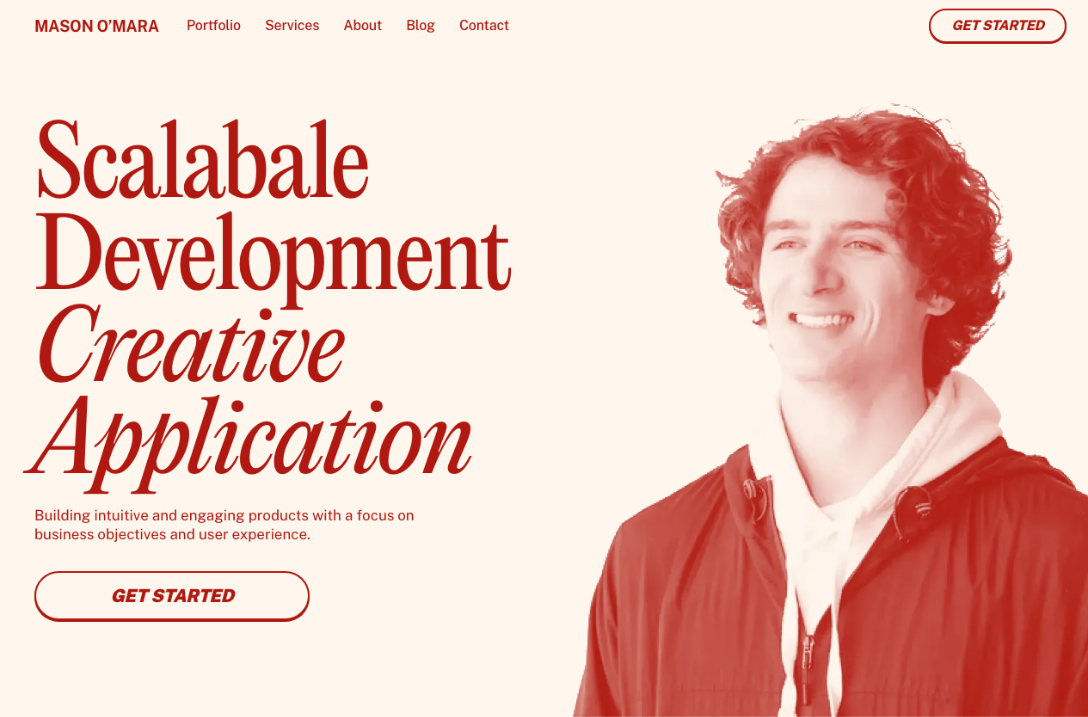 MASON O’MARA
Portfolio
Services
About
Blog
Contact
GET STARTED
Scalabale
Development
Creative
Application
Building intuitive and engaging products with a focus on
business objectives and user experience.
GET STARTED